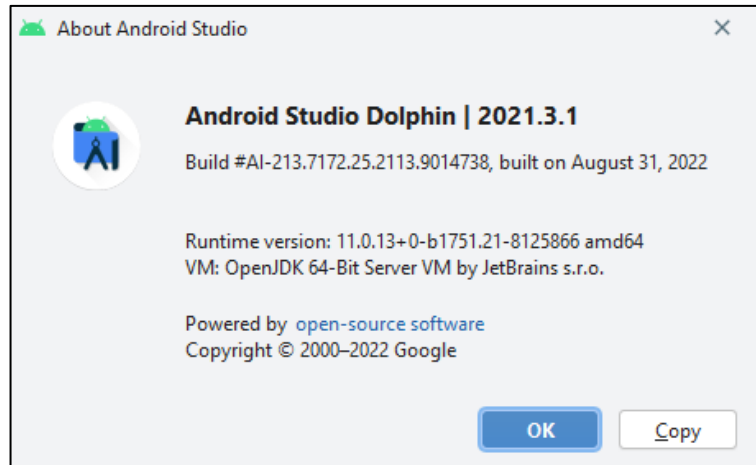 About Android Studio
Android Studio Dolphin | 2021.3.1
Build #AI-213.7172.25.2113.9014738, built on August 31, 2022
Runtime version: 11.0.13+0-b1751.21-8125866 amd64
VM: OpenJDK 64-Bit Server VM by JetBrains s.r.o.
Powered by open-source software
Copyright © 2000–2022 Google
OK Copy